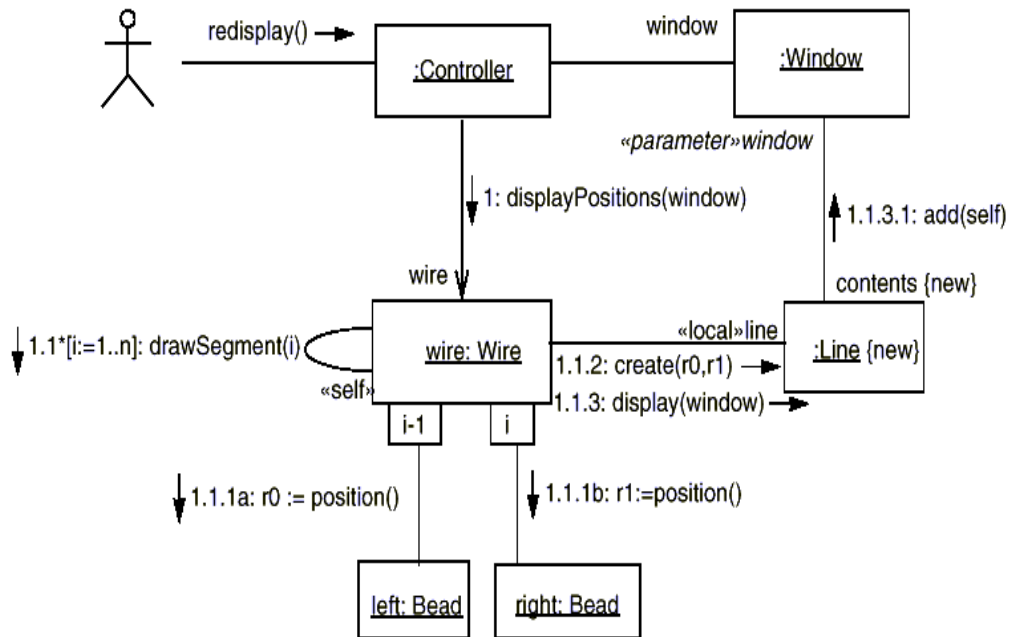 redisplay()
window
:Controller
:Window
«parameter»window
1: displayPositions(window)
1.1.3.1: add(self)
wire
contents {new}
1.1*[i:=1..n]: drawSegment(i)
wire: Wire
«local»line
:Line {new}
1.1.2: create(r0,r1)
«self»
1.1.3: display(window)
i-1
i
1.1.1a: r0 := position()
1.1.1b: r1:=position()
left: Bead
right: Bead